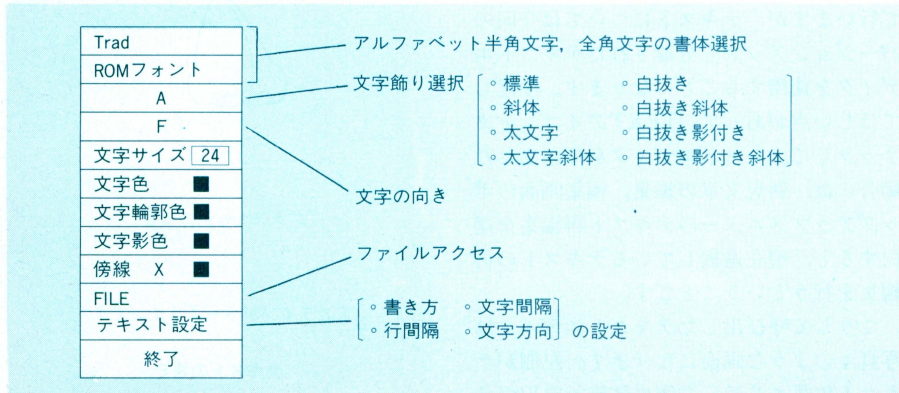 Trad
ROMフォント
A
F
文字サイズ 24
文字色 ■
文字輪郭色 ■
文字影色 ■
傍線 X ■
FILE
テキスト設定
終了
アルファベット半角文字，全角文字の書体選択
文字飾り選択
◦標準 ◦白抜き
◦斜体 ◦白抜き斜体
◦太文字 ◦白抜き影付き
◦太文字斜体 ◦白抜き影付き斜体
文字の向き
ファイルアクセス
◦書き方 ◦文字間隔
◦行間隔 ◦文字方向 の設定